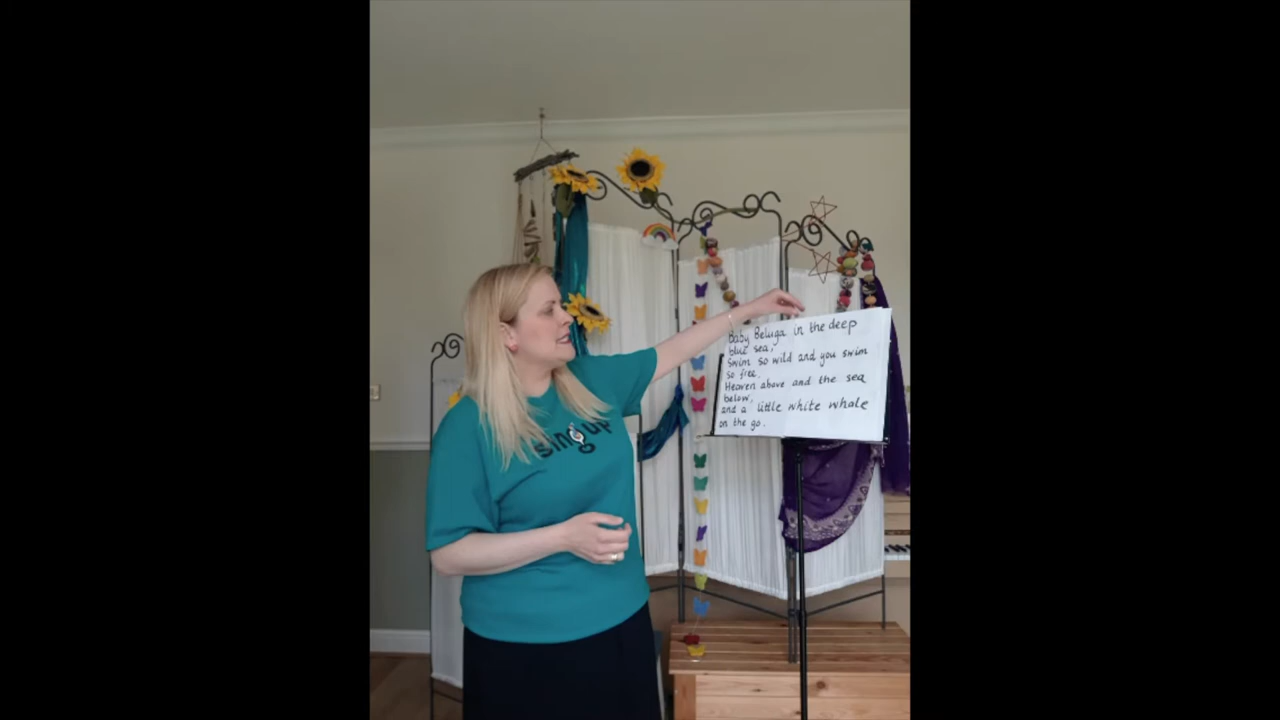 Baby Beluga in the deep
blue sea,
Swim so wild and you swim
so free.
Heaven above and the sea
below,
and a little white whale
on the go.
sing up